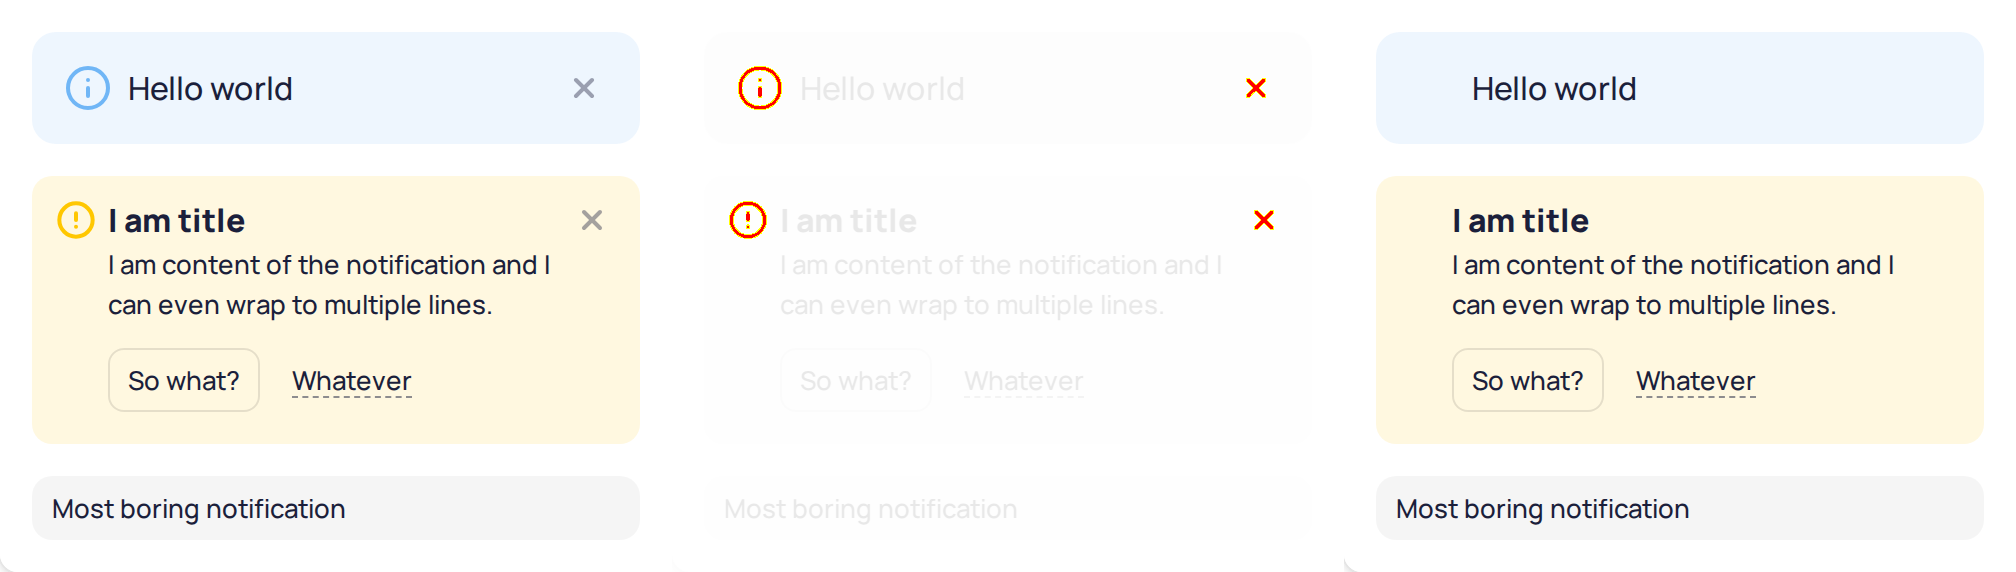 Hello world
I am title
I am content of the notification and I
can even wrap to multiple lines.
So what? Whatever
Most boring notification
Hello world
I am title
I am content of the notification and I
can even wrap to multiple lines.
So what? Whatever
Most boring notification
Hello world
I am title
I am content of the notification and I
can even wrap to multiple lines.
So what? Whatever
Most boring notification